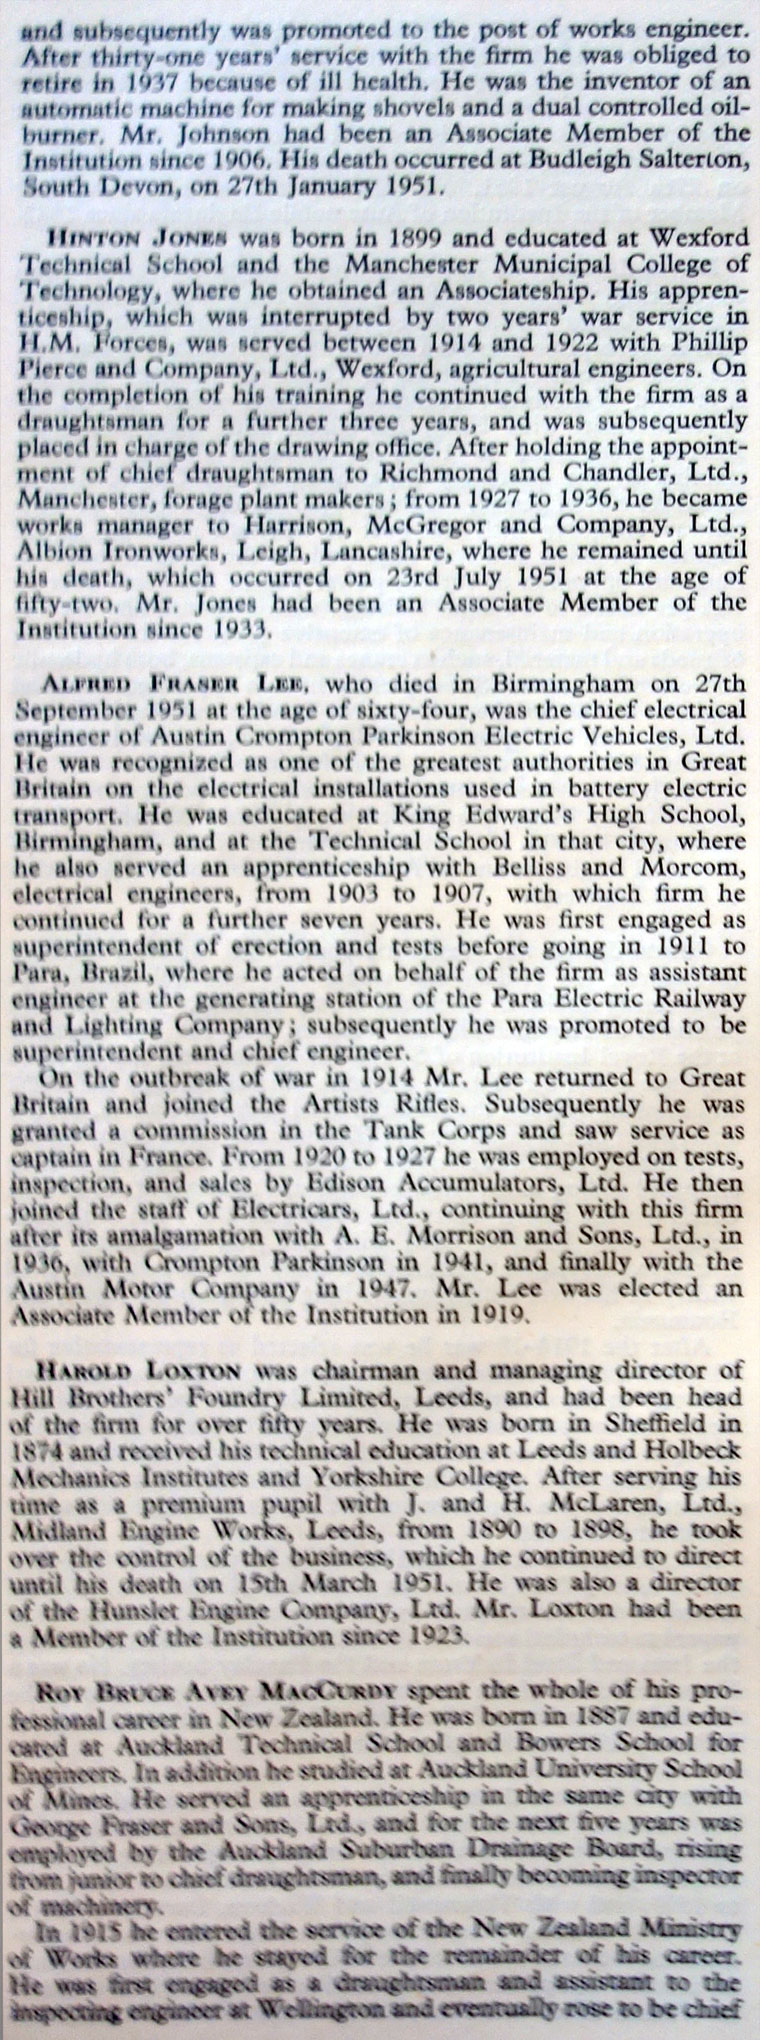 and subsequently was promoted to the post of works engineer.
After thirty-one years' service with the firm he was obliged to
retire in 1937 because of ill health. He was the inventor of an
automatic machine for making shovels and a dual controlled oil-
burner. Mr. Johnson had been an Associate Member of the
Institution since 1906. His death occurred at Budleigh Salterton,
South Devon, on 27th January 1951.
HINTON JONES was born in 1899 and educated at Wexford
Technical School and the Manchester Municipal College of
Technology, where he obtained an Associateship. His appren-
ticeship, which was interrupted by two years' war service in
H.M. Forces, was served between 1914 and 1922 with Phillip
Pierce and Company, Ltd., Wexford, agricultural engineers. On
the completion of his training he continued with the firm as a
draughtsman for a further three years, and was subsequently
placed in charge of the drawing office. After holding the appoint-
ment of chief draughtsman to Richmond and Chandler, Ltd.,
Manchester, forage plant makers; from 1927 to 1936, he became
works manager to Harrison, McGregor and Company, Ltd.,
Albion Ironworks, Leigh, Lancashire, where he remained until
his death, which occurred on 23rd July 1951 at the age of
fifty-two. Mr. Jones had been an Associate Member of the
Institution since 1933.
ALFRED FRASER LEE, who died in Birmingham on 27th
September 1951 at the age of sixty-four, was the chief electrical
engineer of Austin Crompton Parkinson Electric Vehicles, Ltd.
He was recognized as one of the greatest authorities in Great
Britain on the electrical installations used in battery electric
transport. He was educated at King Edward's High School,
Birmingham, and at the Technical School in that city, where
he also served an apprenticeship with Belliss and Morcom,
electrical engineers, from 1903 to 1907, with which firm he
continued for a further seven years. He was first engaged as
superintendent of erection and tests before going in 1911 to
Para, Brazil, where he acted on behalf of the firm as assistant
engineer at the generating station of the Para Electric Railway
and Lighting Company; subsequently he was promoted to be
superintendent and chief engineer.
On the outbreak of war in 1914 Mr. Lee returned to Great
Britain and joined the Artists Rifles. Subsequently he was
granted a commission in the Tank Corps and saw service as
captain in France. From 1920 to 1927 he was employed on tests,
inspection, and sales by Edison Accumulators, Ltd. He then
joined the staff of Electricars, Ltd., continuing with this firm
after its amalgamation with A. E. Morrison and Sons, Ltd., in
1936, with Crompton Parkinson in 1941, and finally with the
Austin Motor Company in 1947. Mr. Lee was elected an
Associate Member of the Institution in 1919.
HAROLD LOXTON was chairman and managing director of
Hill Brothers' Foundry Limited, Leeds, and had been head
of the firm for over fifty years. He was born in Sheffield in
1874 and received his technical education at Leeds and Holbeck
Mechanics Institutes and Yorkshire College. After serving his
time as a premium pupil with J. and H. McLaren, Ltd.,
Midland Engine Works, Leeds, from 1890 to 1898, he took
over the control of the business, which he continued to direct
until his death on 15th March 1951. He was also a director
of the Hunslet Engine Company, Ltd. Mr. Loxton had been
a Member of the Institution since 1923.
ROY BRUCE AVEY MACCURDY spent the whole of his pro-
fessional career in New Zealand. He was born in 1887 and edu-
cated at Auckland Technical School and Bowers School for
Engineers. In addition he studied at Auckland University School
of Mines. He served an apprenticeship in the same city with
George Fraser and Sons, Ltd., and for the next five years was
employed by the Auckland Suburban Drainage Board, rising
from junior to chief draughtsman, and finally becoming inspector
of machinery.
In 1915 he entered the service of the New Zealand Ministry
of Works where he stayed for the remainder of his career.
He was first engaged as a draughtsman and assistant to the
inspecting engineer at Wellington and eventually rose to be chief